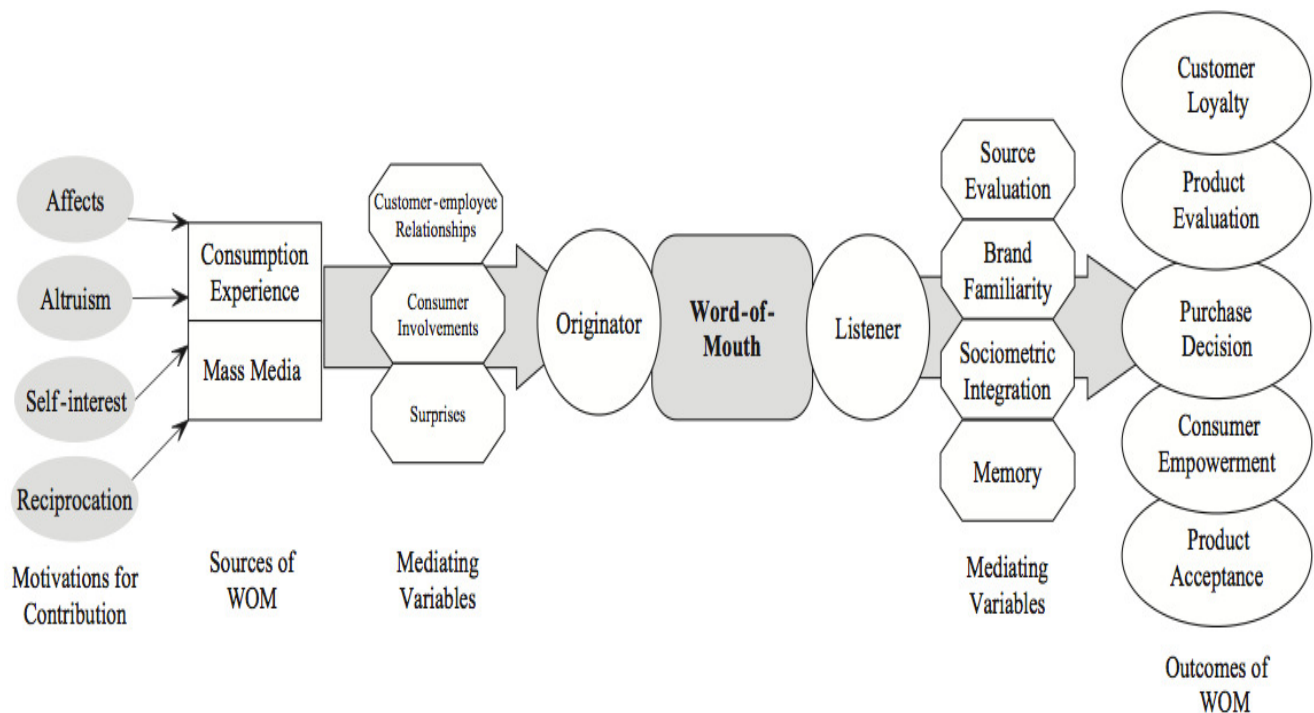 Affects
Altruism
Self-interest
Reciprocation
Motivations for
Contribution
Consumption
Experience
Mass Media
Sources of
WOM
Customer-employee
Relationships
Consumer
Involvements
Surprises
Mediating
Variables
Originator
Word-of-
Mouth
Listener
Source
Evaluation
Brand
Familiarity
Sociometric
Integration
Memory
Mediating
Variables
Customer
Loyalty
Product
Evaluation
Purchase
Decision
Consumer
Empowerment
Product
Acceptance
Outcomes of
WOM